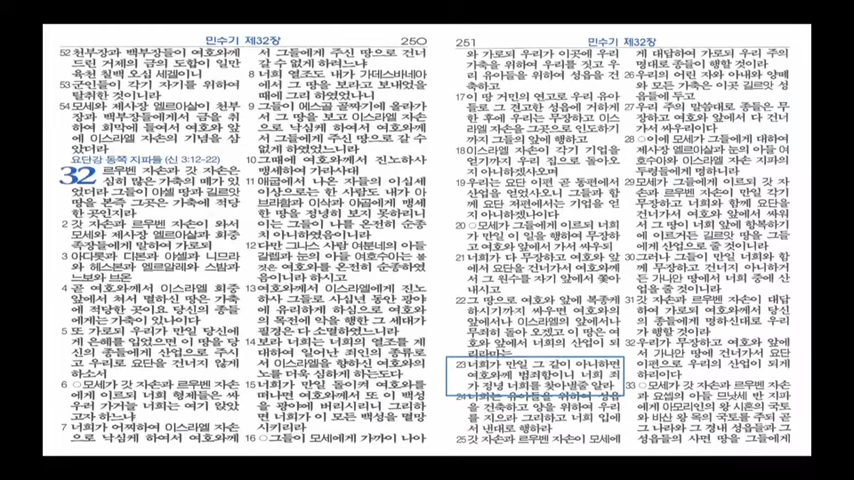 민수기 제32장 250
52 천부장과 백부장들이 여호와께
드린 거제의 금의 도합이 일만
육천 칠백 오십 세겔이니
53 군인들이 각기 자기를 위하여
탈취한 것이니라
54 모세와 제사장 엘르아살이 천부
장과 백부장들에게서 금을 취
하여 회막에 들여서 여호와 앞
에 이스라엘 자손의 기념을 삼
았더라
요단강 동쪽 지파들 (신 3:12-22)
32 르우벤 자손과 갓 자손은
심히 많은 가축의 떼가 있
었더라 그들이 야셀 땅과 길르앗
땅을 본즉 그곳은 가축에 적당
한 곳인지라
2 갓 자손과 르우벤 자손이 와서
모세와 제사장 엘르아살과 회중
족장들에게 말하여 가로되
3 아다롯과 디본과 야셀과 니므라
와 헤스본과 엘르알레와 스밤과
느보와 브온
4 곧 여호와께서 이스라엘 회중
앞에서 쳐서 멸하신 땅은 가축
에 적당한 곳이요 당신의 종들
에게는 가축이 있나이다
5 또 가로되 우리가 만일 당신에
게 은혜를 입었으면 이 땅을 당
신의 종들에게 산업으로 주시
고 우리로 요단을 건너지 않게
하소서
6 ○모세가 갓 자손과 르우벤 자손
에게 이르되 너희 형제들은 싸
우러 가거늘 너희는 여기 앉았
고자 하느냐
7 너희가 어찌하여 이스라엘 자손
으로 낙심케 하여서 여호와께
서 그들에게 주신 땅으로 건너
갈 수 없게 하려느냐
8 너희 열조도 내가 가데스바네아
에서 그 땅을 보라고 보내었을
때에 그리 하였었나니
9 그들이 에스골 골짜기에 올라가
서 그 땅을 보고 이스라엘 자손
으로 낙심케 하여서 여호와께
서 그들에게 주신 땅으로 갈 수
없게 하였었느니라
10 그때에 여호와께서 진노하사
맹세하여 가라사대
11 애굽에서 나온 자들의 이십세
이상으로는 한 사람도 내가 아
브라함과 이삭과 야곱에게 맹세
한 땅을 정녕히 보지 못하리니
이는 그들이 나를 온전히 순종
치 아니하였음이니라
12 다만 그나스 사람 여분네의 아들
갈렙과 눈의 아들 여호수아는 볼
것은 여호와를 온전히 순종하였
음이니라 하시고
13 여호와께서 이스라엘에게 진노
하사 그들로 사십년 동안 광야
에 유리하게 하심으로 여호와
의 목전에 악을 행한 그 세대가
필경은 다 소멸하였느니라
14 보라 너희는 너희의 열조를 계
대하여 일어난 죄인의 종류로
서 이스라엘을 향하신 여호와의
노를 더욱 심하게 하는도다
15 너희가 만일 돌이켜 여호와를
떠나면 여호와께서 또 이 백성
을 광야에 버리시리니 그리하
면 너희가 이 모든 백성을 멸망
시키리라
16 ○그들이 모세에게 가까이 나아
251 민수기 제32장
와 가로되 우리가 이곳에 우리
가축을 위하여 우리를 짓고 우
리 유아들을 위하여 성읍을 건
축하고
17 이 땅 거민의 연고로 우리 유아
들로 그 견고한 성읍에 거하게
한 후에 우리는 무장하고 이스
라엘 자손을 그곳으로 인도하기
까지 그들의 앞에 행하고
18 이스라엘 자손이 각기 기업을
얻기까지 우리 집으로 돌아오
지 아니하겠사오며
19 우리는 요단 이편 곧 동편에서
산업을 얻었사오니 그들과 함
께 요단 저편에서는 기업을 얻
지 아니하겠나이다
20 ○모세가 그들에게 이르되 너희
가 만일 이 일을 행하여 무장하
고 여호와 앞에서 가서 싸우되
21 너희가 다 무장하고 여호와 앞
에서 요단을 건너가서 여호와께
서 그 원수를 자기 앞에서 쫓아
내시고
22 그 땅으로 여호와 앞에 복종케
하시기까지 싸우면 여호와의
앞에서나 이스라엘의 앞에서나
무죄히 돌아 오겠고 이 땅은 여
호와 앞에서 너희의 산업이 되
리라마는
23 너희가 만일 그 같이 아니하면
여호와께 범죄함이니 너희 죄
가 정녕 너희를 찾아낼줄 알라
24 너희는 유아들을 위하여 성읍
을 건축하고 양을 위하여 우리
를 지으라 그리하고 너희 입에
서 낸대로 행하라
25 갓 자손과 르우벤 자손이 모세에
게 대답하여 가로되 우리 주의
명대로 종들이 행할 것이라
26 우리의 어린 자와 아내와 양떼
와 모든 가축은 이곳 길르앗 성
읍들에 두고
27 우리 주의 말씀대로 종들은 무
장하고 여호와 앞에서 다 건너
가서 싸우리이다
28 ○이에 모세가 그들에게 대하여
제사장 엘르아살과 눈의 아들 여
호수아와 이스라엘 자손 지파의
두령들에게 명하니라
29 모세가 그들에게 이르되 갓 자
손과 르우벤 자손이 만일 각기
무장하고 너희와 함께 요단을
건너가서 여호와 앞에서 싸워
서 그 땅이 너희 앞에 항복하기
에 이르거든 길르앗 땅을 그들
에게 산업으로 줄 것이니라
30 그러나 그들이 만일 너희와 함
께 무장하고 건너지 아니하거
든 가나안 땅에서 너희 중에 산
업을 줄 것이니라
31 갓 자손과 르우벤 자손이 대답
하여 가로되 여호와께서 당신
의 종들에게 명하신대로 우리
가 행할 것이라
32 우리가 무장하고 여호와 앞에
서 가나안 땅에 건너가서 요단
이편으로 우리의 산업이 되게
하리이다
33 ○모세가 갓 자손과 르우벤 자손
과 요셉의 아들 므낫세 반 지파
에게 아모리인의 왕 시혼의 국토
와 바산 왕 옥의 국토를 주되 곧
그 나라와 그 경내 성읍들과 그
성읍들의 사면 땅을 그들에게